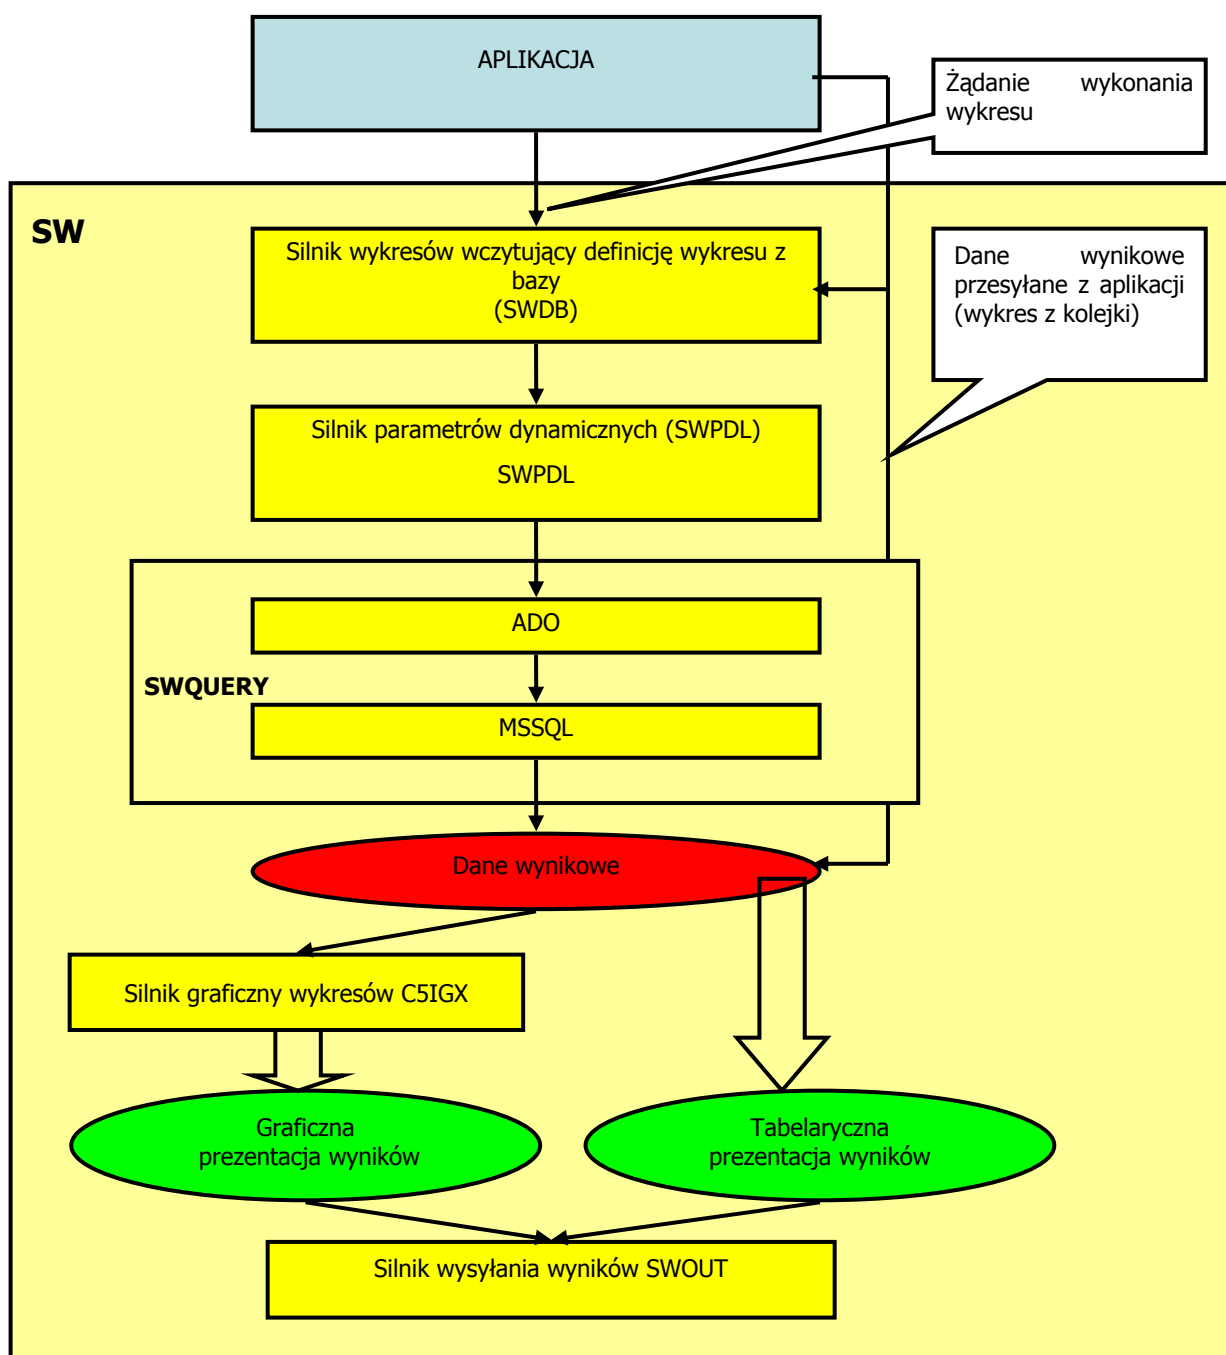 APLIKACJA
Żądanie wykonania
wykresu
SW
Silnik wykresów wczytujący definicję wykresu z
bazy
(SWDB)
Dane wynikowe
przesyłane z aplikacji
(wykres z kolejki)
Silnik parametrów dynamicznych (SWPDL)
SWPDL
ADO
SWQUERY
MSSQL
Dane wynikowe
Silnik graficzny wykresów C5IGX
Graficzna
prezentacja wyników
Tabelaryczna
prezentacja wyników
Silnik wysyłania wyników SWOUT